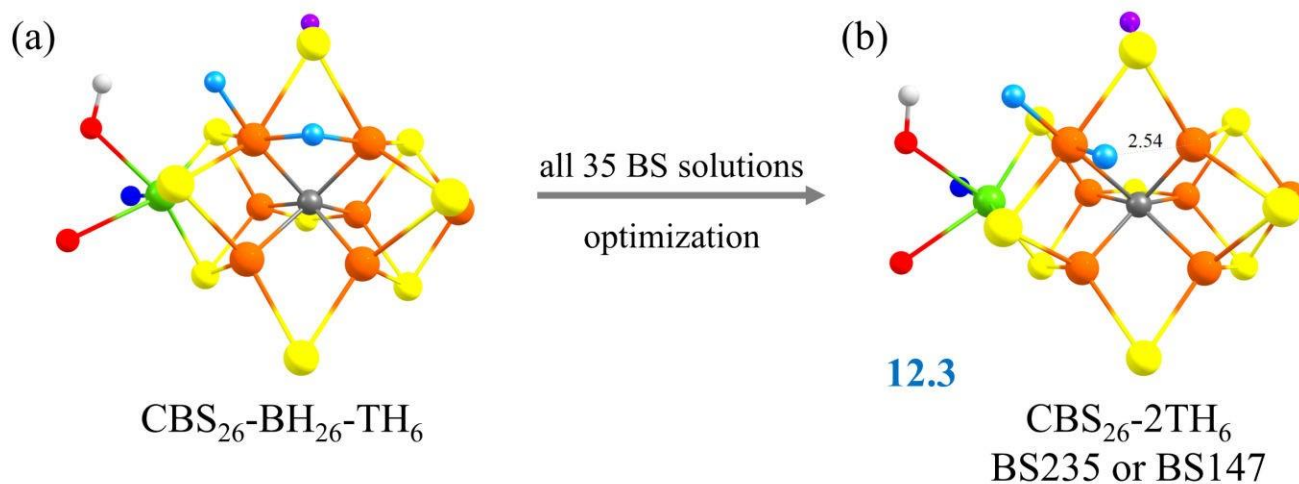 (a)
(b)
2.54
all 35 BS solutions
optimization
12.3
CBS₂₆-BH₂₆-TH₆
CBS₂₆-2TH₆
BS235 or BS147